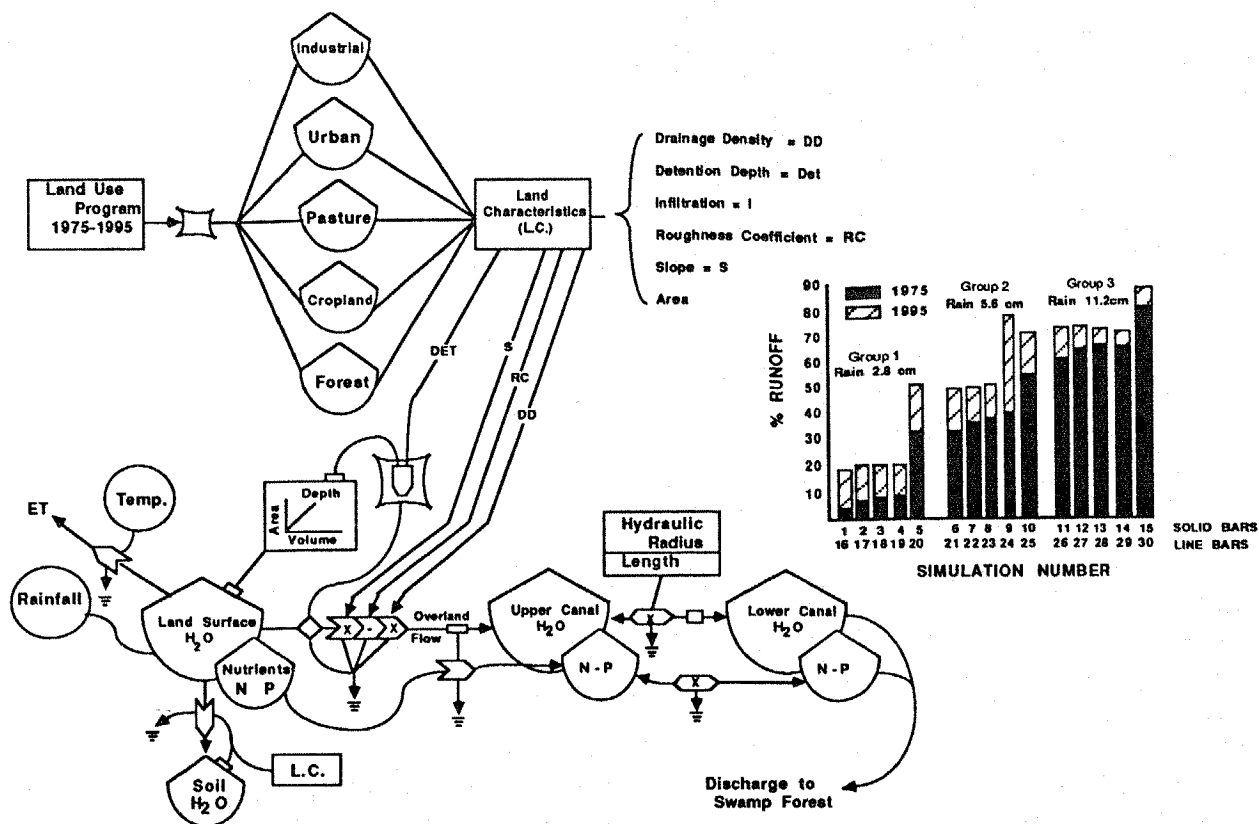 Industrial
Urban
Pasture
Cropland
Forest
Land Use
Program
1975-1995
Land
Characteristics
(L.C.)
Drainage Density = DD
Detention Depth = Det
Infiltration = I
Roughness Coefficient = RC
Slope = S
Area
DET
S
RC
DD
% RUNOFF
90
80
70
60
50
40
30
20
10
1975
1995
Group 1
Rain 2.8 cm
Group 2
Rain 5.6 cm
Group 3
Rain 11.2cm
1 2 3 4 5 6 7 8 9 10 11 12 13 14 15 SOLID BARS
16 17 18 19 20 21 22 23 24 25 26 27 28 29 30 LINE BARS
SIMULATION NUMBER
Temp.
ET
Rainfall
Area
Depth
Volume
Land Surface
H2O
Nutrients
N P
Soil
H2O
L.C.
X - X
Overland
Flow
Hydraulic
Radius
Length
Upper Canal
H2O
N - P
X
X
Lower Canal
H2O
N - P
Discharge to
Swamp Forest